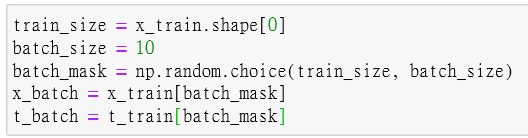 train_size = x_train.shape[0]
batch_size = 10
batch_mask = np.random.choice(train_size, batch_size)
x_batch = x_train[batch_mask]
t_batch = t_train[batch_mask]